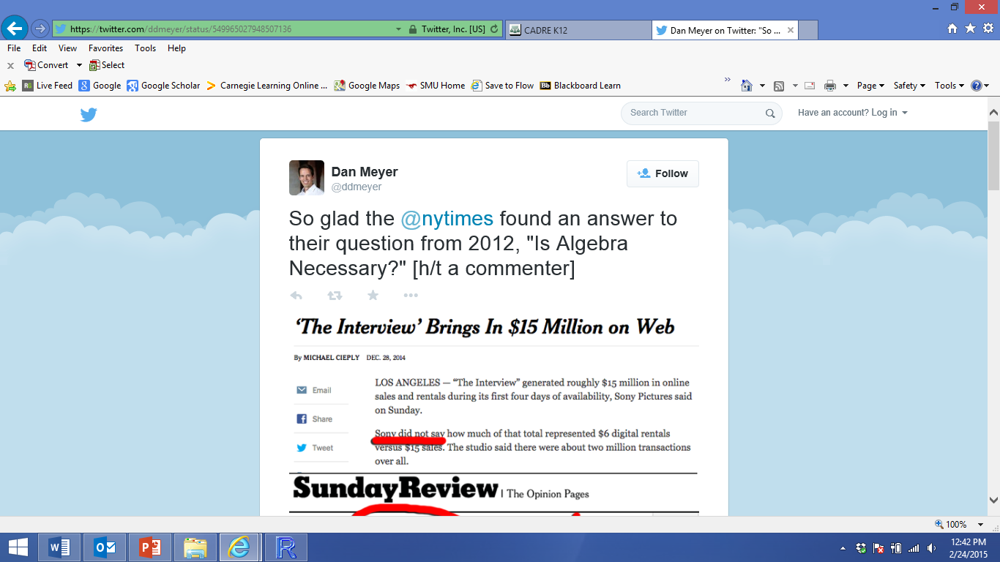 https://twitter.com/ddmeyer/status/549965027948507136
Twitter, Inc. [US]
CADRE K12
Dan Meyer on Twitter: "So ...
File Edit View Favorites Tools Help
Convert Select
Live Feed Google Google Scholar Carnegie Learning Online ... Google Maps SMU Home Save to Flow Blackboard Learn Page Safety Tools
Search Twitter Have an account? Log in
Dan Meyer
@ddmeyer
Follow
So glad the @nytimes found an answer to
their question from 2012, "Is Algebra
Necessary?" [h/t a commenter]
‘The Interview’ Brings In $15 Million on Web
By MICHAEL CIEPLY DEC. 28, 2014
Email
Share
Tweet
LOS ANGELES — “The Interview” generated roughly $15 million in online
sales and rentals during its first four days of availability, Sony Pictures said
on Sunday.
Sony did not say how much of that total represented $6 digital rentals
versus $15 sales. The studio said there were about two million transactions
over all.
SundayReview | The Opinion Pages
100%
12:42 PM
2/24/2015